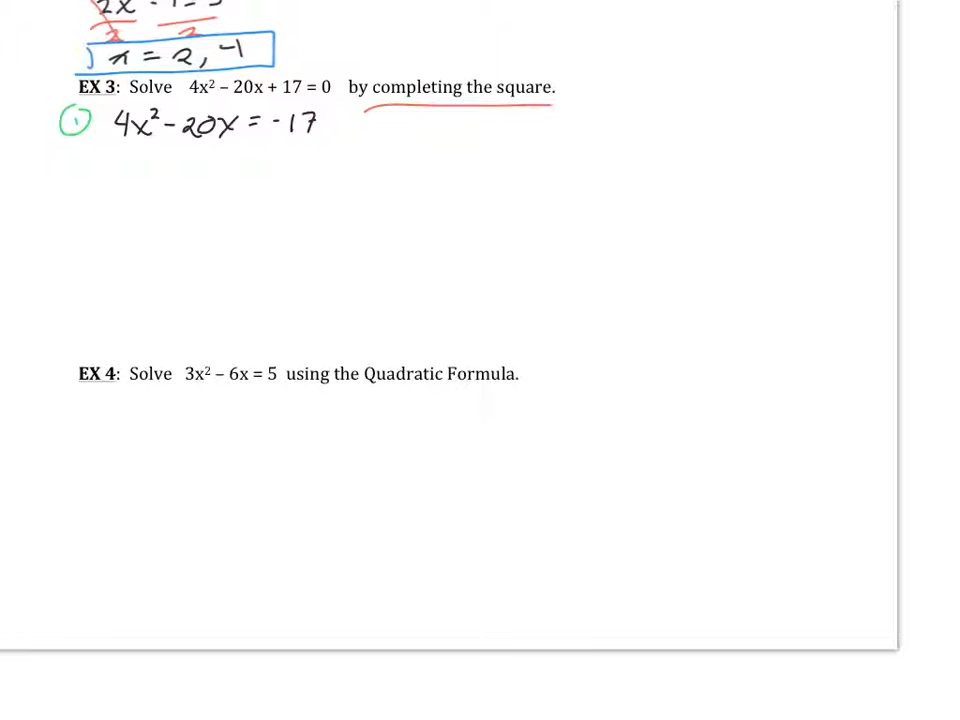 x = 2, -1
EX 3: Solve 4x² – 20x + 17 = 0 by completing the square.
① 4x² - 20x = -17
EX 4: Solve 3x² – 6x = 5 using the Quadratic Formula.